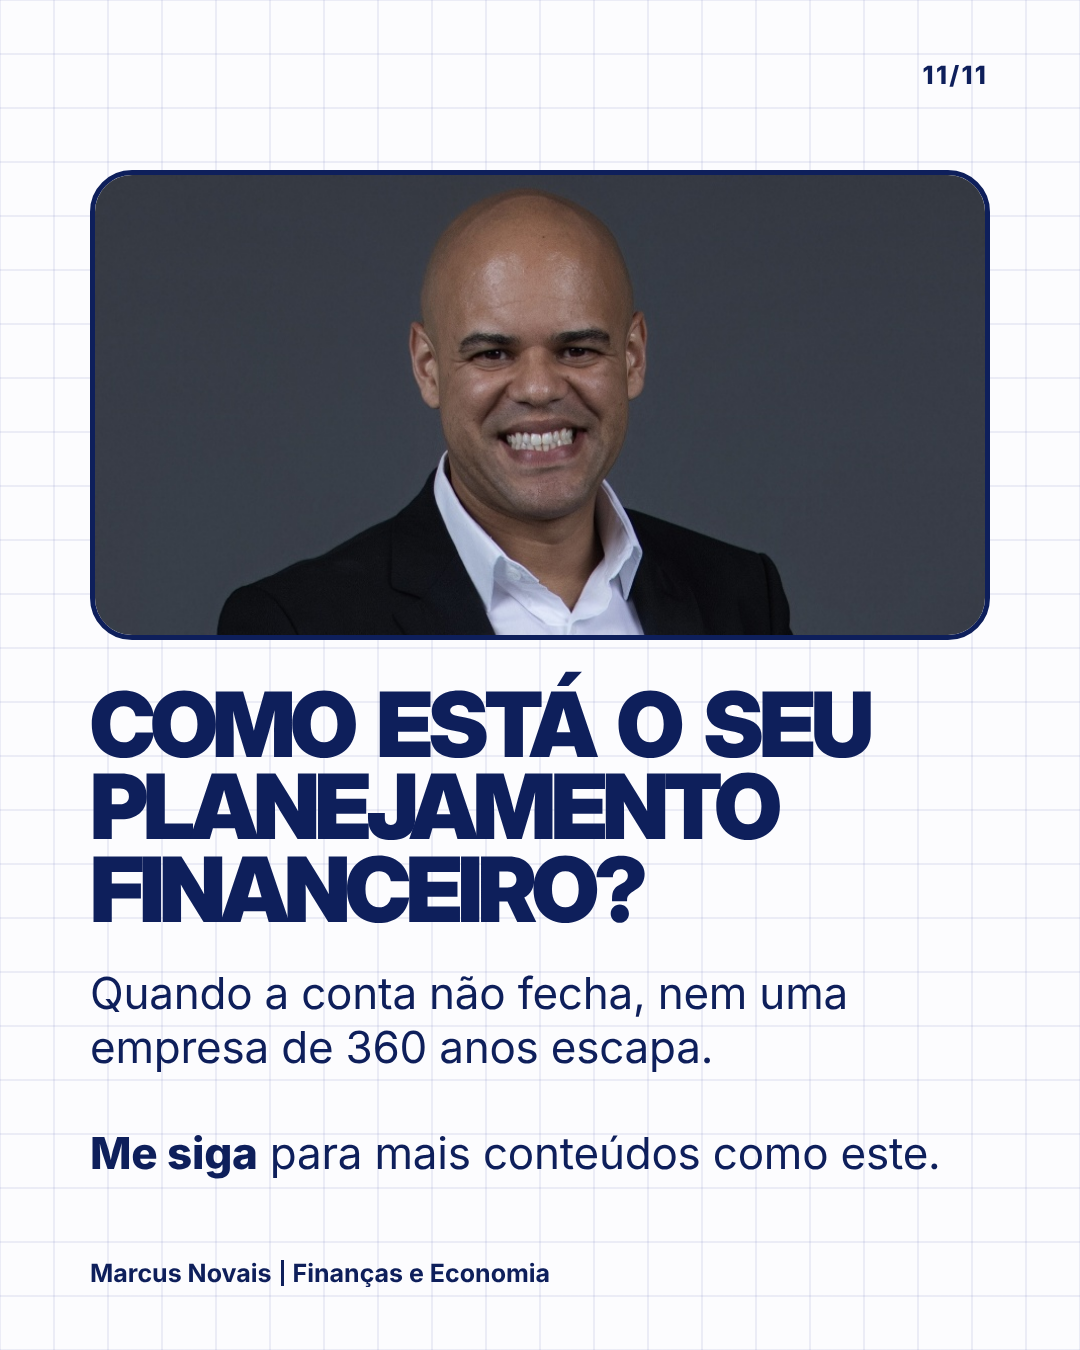 11/11
COMO ESTÁ O SEU
PLANEJAMENTO
FINANCEIRO?
Quando a conta não fecha, nem uma
empresa de 360 anos escapa.
Me siga para mais conteúdos como este.
Marcus Novais | Finanças e Economia